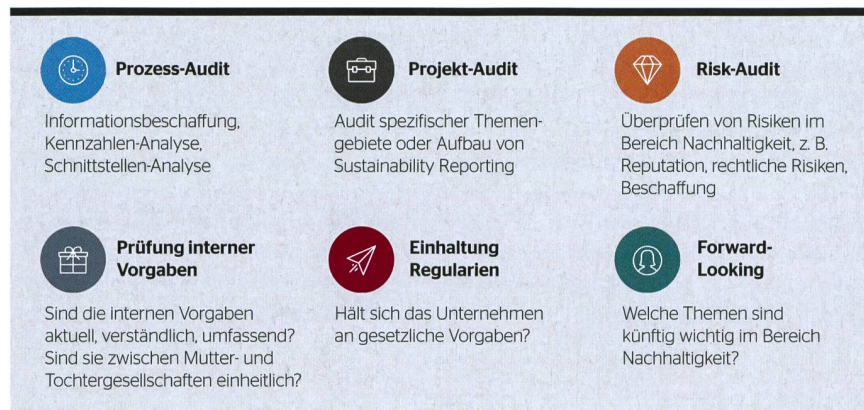 Prozess-Audit
Informationsbeschaffung,
Kennzahlen-Analyse,
Schnittstellen-Analyse
Projekt-Audit
Audit spezifischer Themen-
gebiete oder Aufbau von
Sustainability Reporting
Risk-Audit
Überprüfen von Risiken im
Bereich Nachhaltigkeit, z. B.
Reputation, rechtliche Risiken,
Beschaffung
Prüfung interner
Vorgaben
Sind die internen Vorgaben
aktuell, verständlich, umfassend?
Sind sie zwischen Mutter- und
Tochtergesellschaften einheitlich?
Einhaltung
Regularien
Hält sich das Unternehmen
an gesetzliche Vorgaben?
Forward-
Looking
Welche Themen sind
künftig wichtig im Bereich
Nachhaltigkeit?